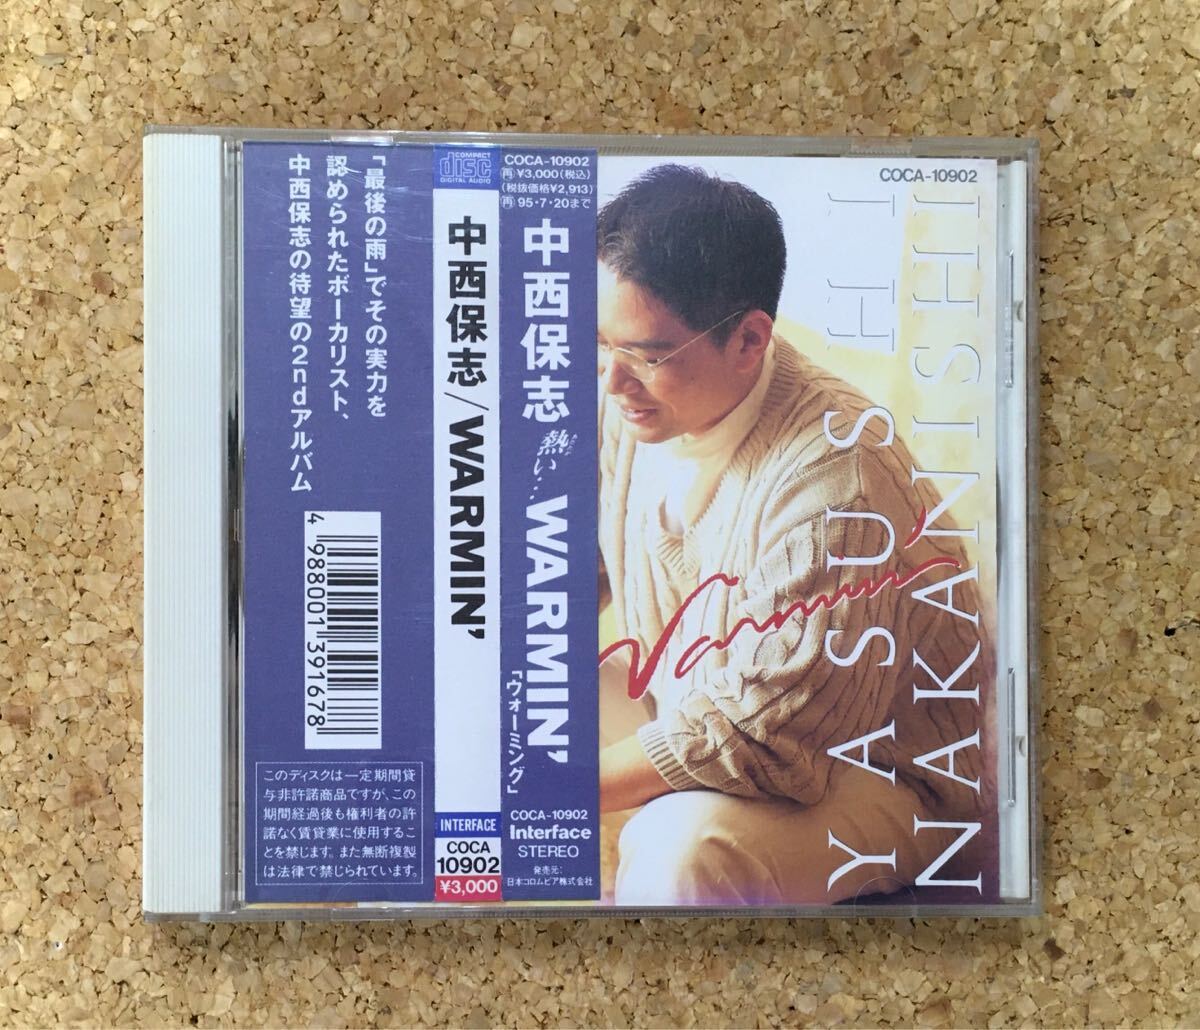 「最後の雨」でその実力を
認められたボーカリスト、
中西保志の待望の2ndアルバム
4 988001 391678
このディスクは一定期間貸
与非許諾商品ですが、この
期間経過後も権利者の許
諾なく賃貸業に使用するこ
とを禁じます。また無断複製
は法律で禁じられています。
COMPACT
disc
DIGITAL AUDIO
中西保志/WARMIN'
INTERFACE
COCA
10902
¥3,000
COCA-10902
再¥3,000(税込)
(税抜価格¥2,913)
再95・7・20まで
中西保志 熱い… WARMIN'
「ウォーミング」
COCA-10902
Interface
STEREO
発売元:
日本コロムビア株式会社
COCA-10902
YASUSHI
NAKANISHI
Warmin'